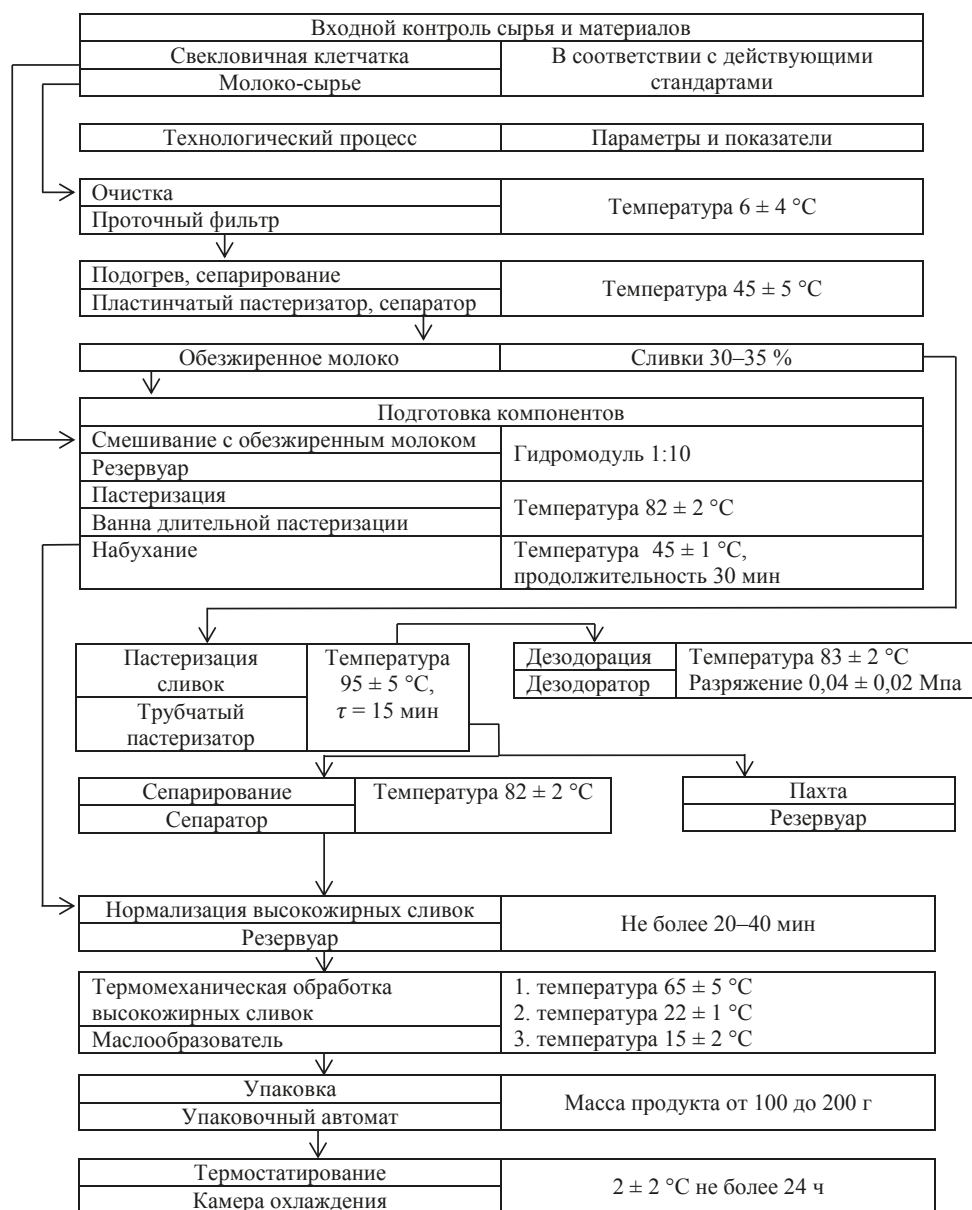 Входной контроль сырья и материалов
Свекловичная клетчатка
Молоко-сырье
В соответствии с действующими
стандартами
Технологический процесс
Параметры и показатели
Очистка
Проточный фильтр
Температура 6 ± 4 °C
Подогрев, сепарирование
Пластинчатый пастеризатор, сепаратор
Температура 45 ± 5 °C
Обезжиренное молоко
Сливки 30–35 %
Подготовка компонентов
Смешивание с обезжиренным молоком
Резервуар
Гидромодуль 1:10
Пастеризация
Ванна длительной пастеризации
Температура 82 ± 2 °C
Набухание
Температура 45 ± 1 °C,
продолжительность 30 мин
Пастеризация
сливок
Трубчатый
пастеризатор
Температура
95 ± 5 °C,
τ = 15 мин
Дезодорация
Дезодоратор
Температура 83 ± 2 °C
Разряжение 0,04 ± 0,02 Мпа
Сепарирование
Сепаратор
Температура 82 ± 2 °C
Пахта
Резервуар
Нормализация высокожирных сливок
Резервуар
Не более 20–40 мин
Термомеханическая обработка
высокожирных сливок
Маслообразователь
1. температура 65 ± 5 °C
2. температура 22 ± 1 °C
3. температура 15 ± 2 °C
Упаковка
Упаковочный автомат
Масса продукта от 100 до 200 г
Термостатирование
Камера охлаждения
2 ± 2 °C не более 24 ч